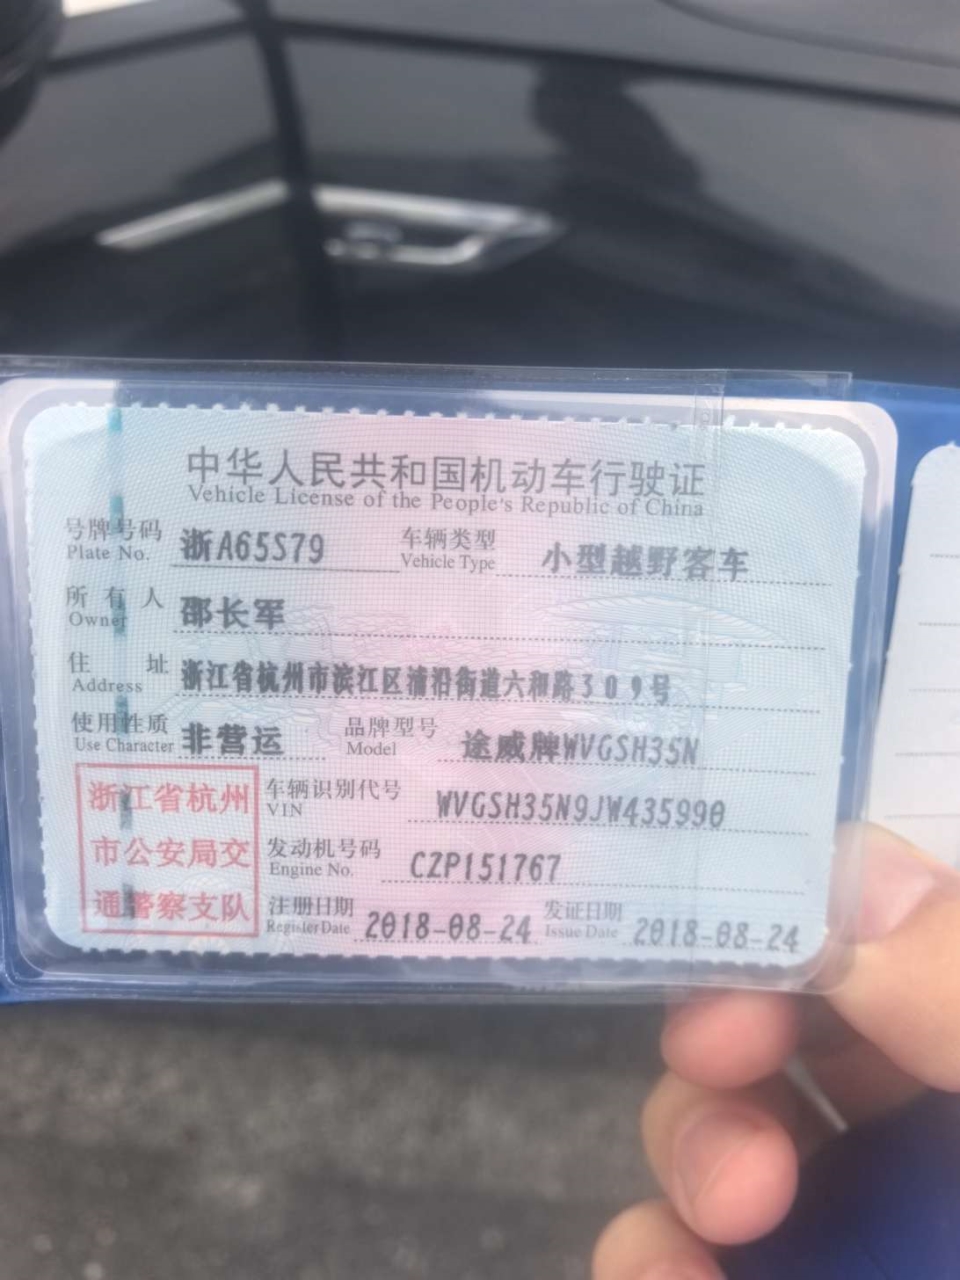 中华人民共和国机动车行驶证
Vehicle License of the People's Republic of China
号牌号码 浙A65S79 车辆类型 小型越野客车
Plate No. Vehicle Type
所有人 邵长军
Owner
住址 浙江省杭州市滨江区浦沿街道六和路309号
Address
使用性质 非营运 品牌型号 途威牌WVGSH35N
Use Character Model
浙江省杭州 车辆识别代号 WVGSH35N9JW435990
VIN
市公安局交 发动机号码 CZP151767
Engine No.
通警察支队 注册日期 2018-08-24 发证日期 2018-08-24
Register Date Issue Date